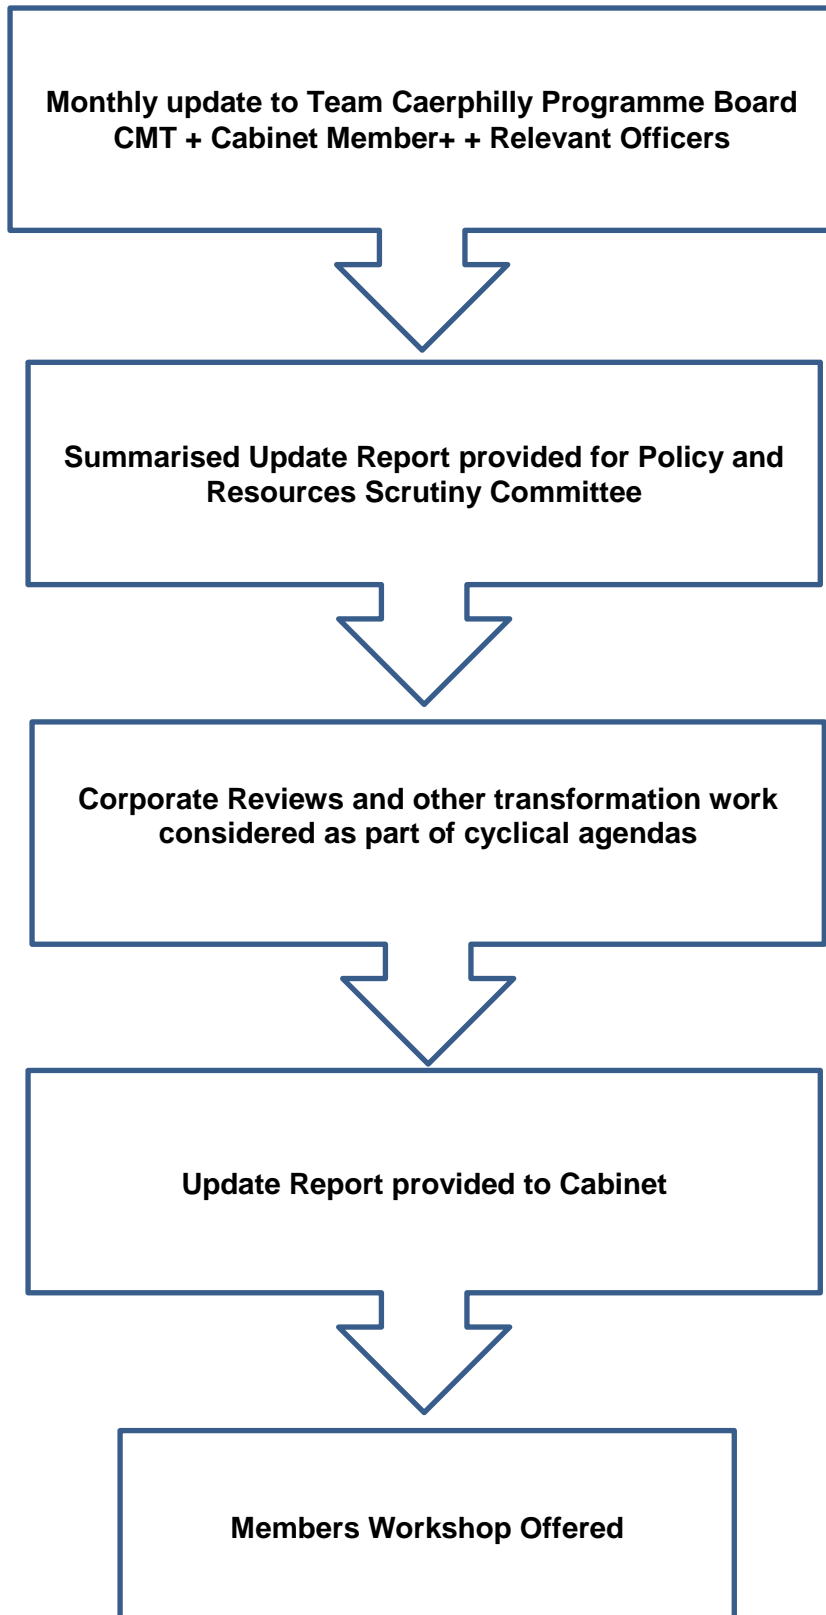 Monthly update to Team Caerphilly Programme Board
CMT + Cabinet Member+ + Relevant Officers
Summarised Update Report provided for Policy and
Resources Scrutiny Committee
Corporate Reviews and other transformation work
considered as part of cyclical agendas
Update Report provided to Cabinet
Members Workshop Offered